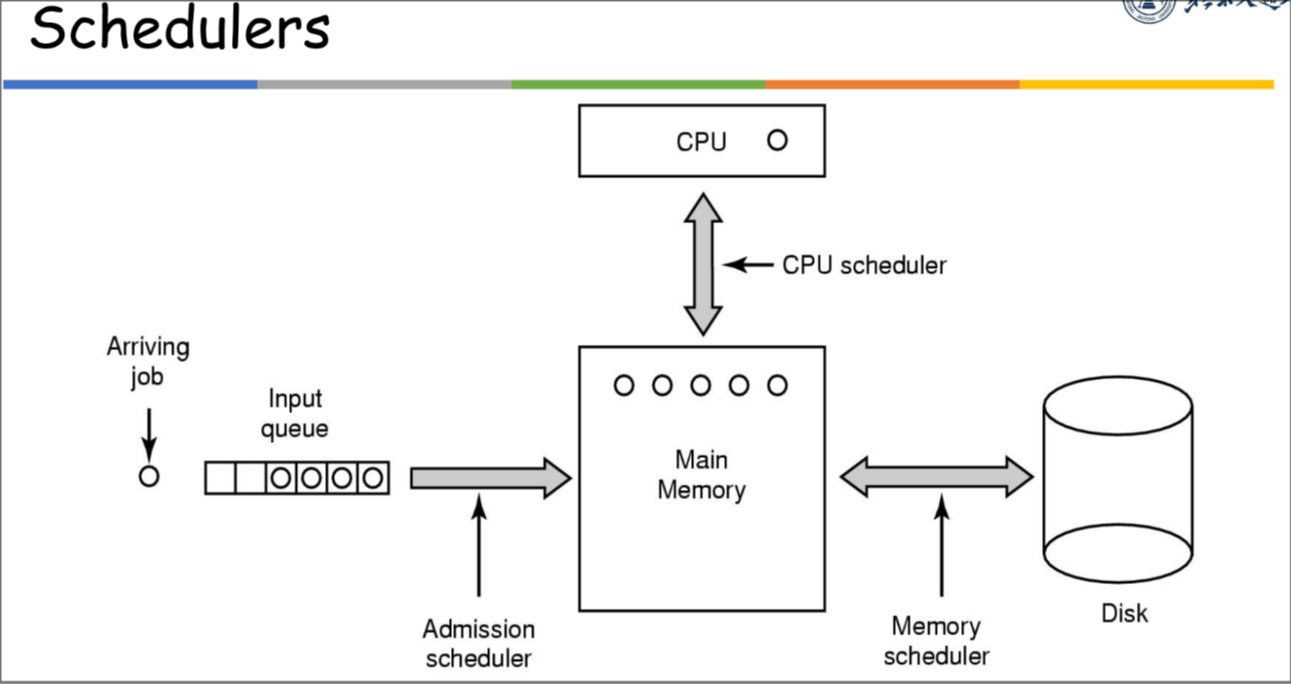 Schedulers
CPU
CPU scheduler
Arriving
job
Input
queue
Main
Memory
Admission
scheduler
Memory
scheduler
Disk